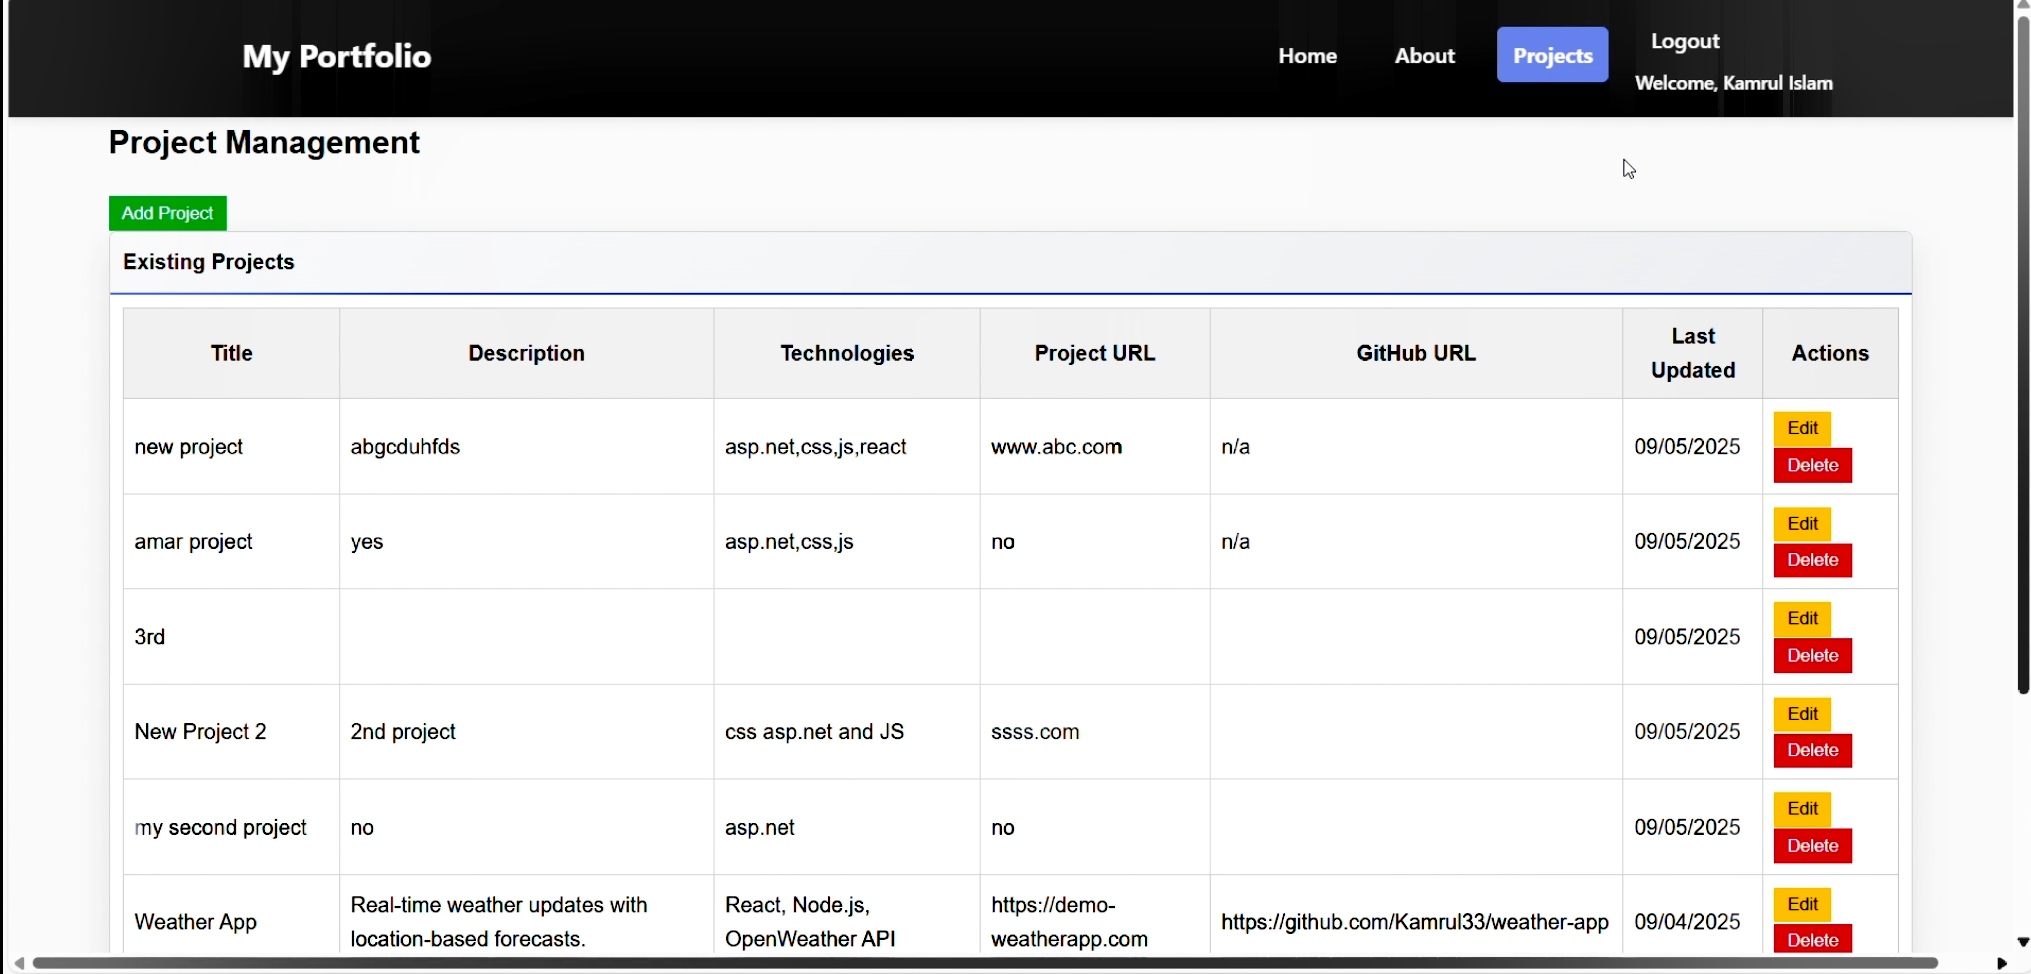 My Portfolio
Home
About
Projects
Logout
Welcome, Kamrul Islam
Project Management
Add Project
Existing Projects
Title
Description
Technologies
Project URL
GitHub URL
Last
Updated
Actions
new project
abgcduhfds
asp.net,css,js,react
www.abc.com
n/a
09/05/2025
Edit
Delete
amar project
yes
asp.net,css,js
no
n/a
09/05/2025
Edit
Delete
3rd
09/05/2025
Edit
Delete
New Project 2
2nd project
css asp.net and JS
ssss.com
09/05/2025
Edit
Delete
my second project
no
asp.net
no
09/05/2025
Edit
Delete
Weather App
Real-time weather updates with
location-based forecasts.
React, Node.js,
OpenWeather API
https://demo-
weatherapp.com
https://github.com/Kamrul33/weather-app
09/04/2025
Edit
Delete